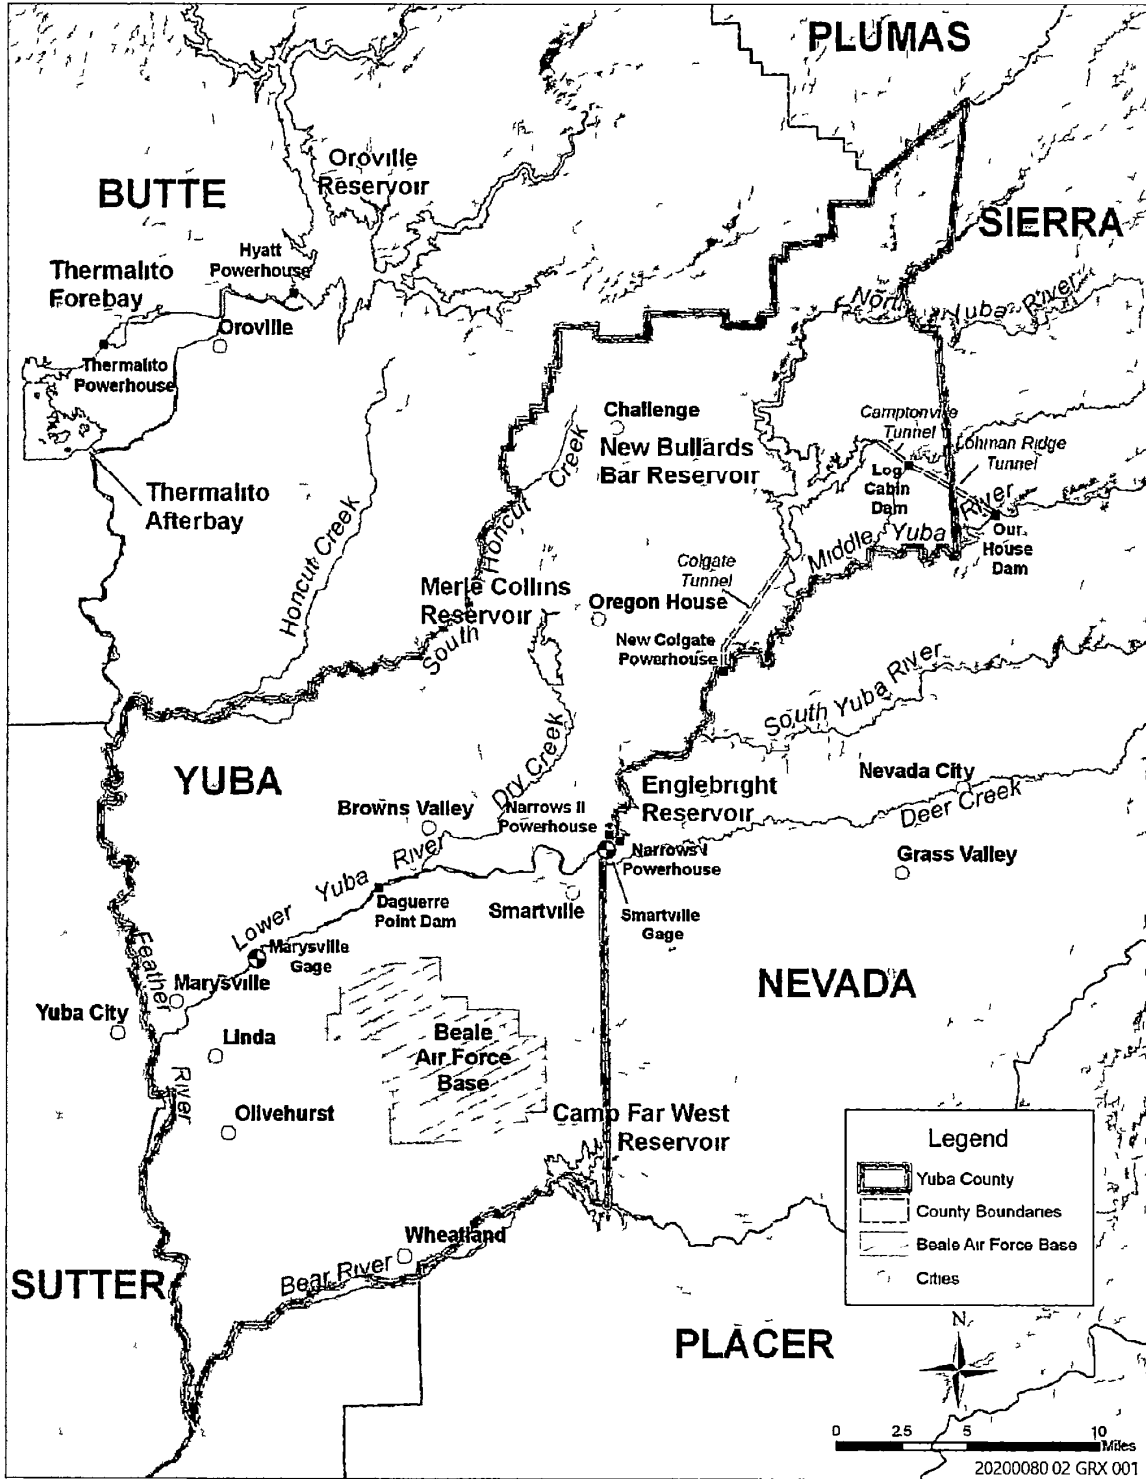 PLUMAS
BUTTE
Oroville
Reservoir
SIERRA
Hyatt
Powerhouse
Thermalito
Forebay
Oroville
North Yuba River
Thermalito
Powerhouse
Challenge
Camptonville
Tunnel
Lohman Ridge
Tunnel
New Bullards
Bar Reservoir
Log
Cabin
Dam
Thermalito
Afterbay
Honcut Creek
South Honcut Creek
Middle Yuba River
Our
House
Dam
Colgate
Tunnel
Merle Collins
Reservoir
Oregon House
New Colgate
Powerhouse
South Yuba River
YUBA
Dry Creek
Nevada City
Englebright
Reservoir
Deer Creek
Browns Valley
Narrows II
Powerhouse
Narrows I
Powerhouse
Grass Valley
Lower Yuba River
Daguerre
Point Dam
Smartville
Smartville
Gage
Marysville
Gage
Feather River
Marysville
NEVADA
Yuba City
Linda
Beale
Air Force
Base
Olivehurst
Camp Far West
Reservoir
Wheatland
Bear River
SUTTER
PLACER
Legend
Yuba County
County Boundaries
Beale Air Force Base
Cities
N
0 2.5 5 10
Miles
20200080 02 GRX 001